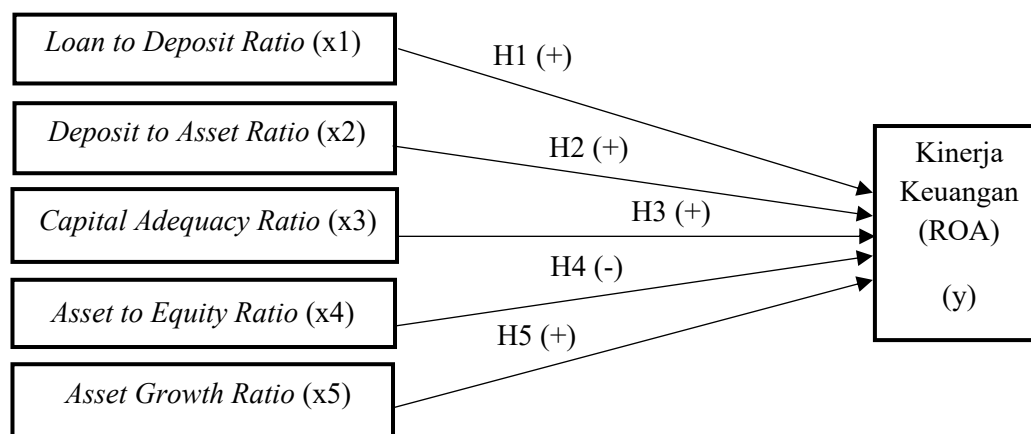 Loan to Deposit Ratio (x1)
H1 (+)
Deposit to Asset Ratio (x2)
H2 (+)
Capital Adequacy Ratio (x3)
H3 (+)
Asset to Equity Ratio (x4)
H4 (-)
Asset Growth Ratio (x5)
H5 (+)
Kinerja
Keuangan
(ROA)
(y)